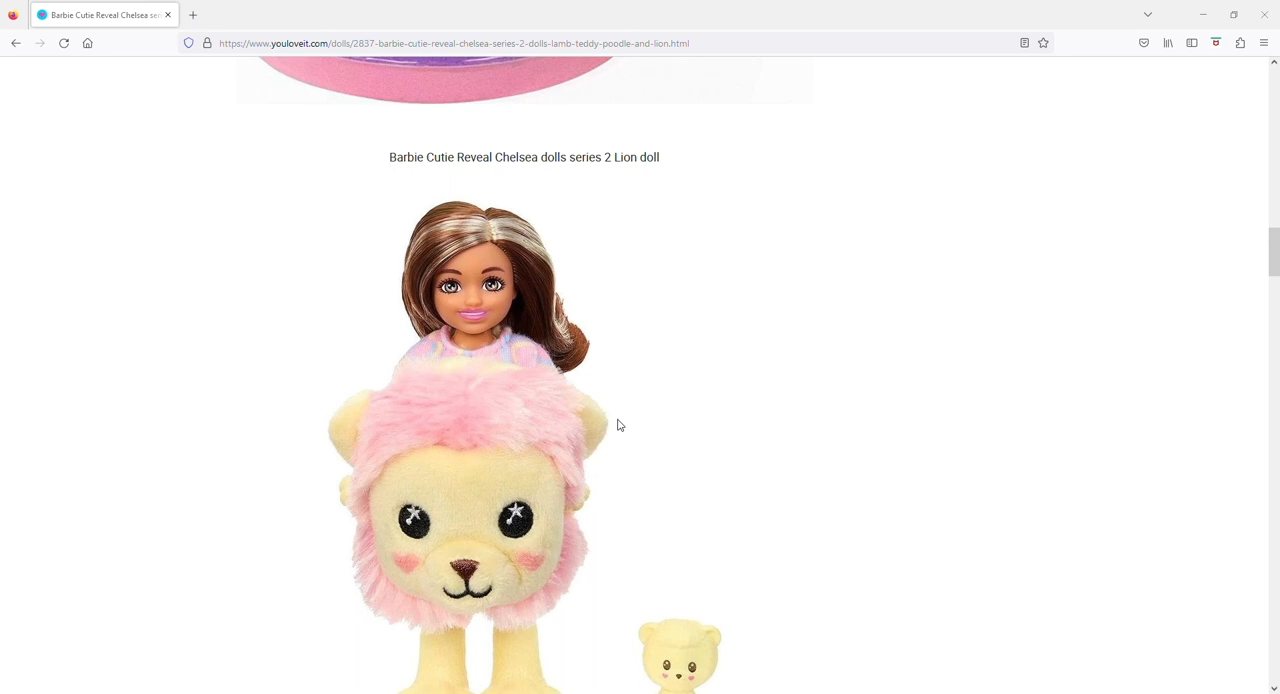 Barbie Cutie Reveal Chelsea ser
https://www.youloveit.com/dolls/2837-barbie-cutie-reveal-chelsea-series-2-dolls-lamb-teddy-poodle-and-lion.html
Barbie Cutie Reveal Chelsea dolls series 2 Lion doll